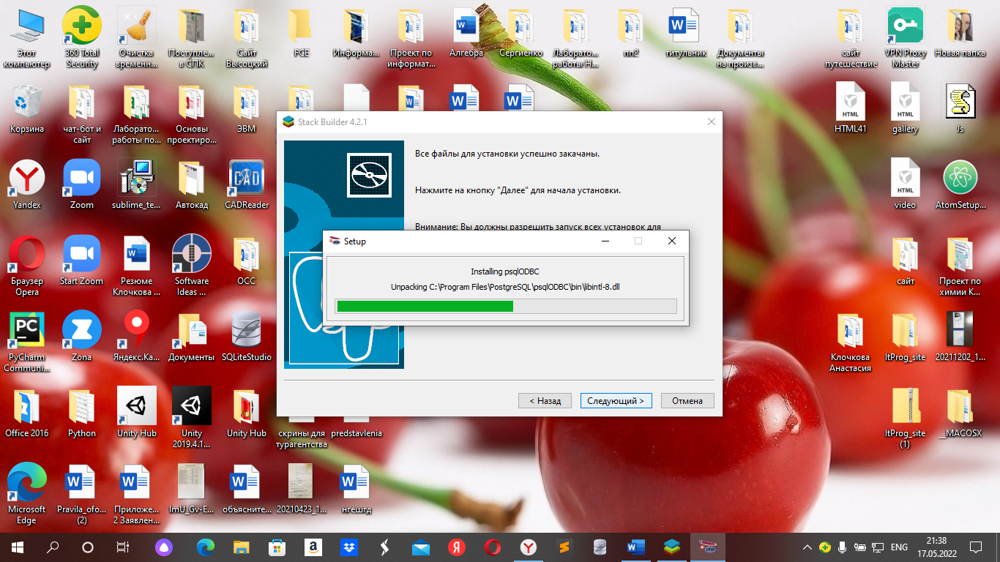 Этот
компьютер
360 Total
Security
Очистка
временн...
Поступле...
в СПК
Сайт
Высоцкий
FCE
Информа...
Проект по
информат...
Алгебра
Сергиенко
Лаборато...
работы Н...
пп2
титульник
Документы
на произв...
сайт
путешествие
VPN Proxy
Master
Новая папка
Корзина
чат-бот и
сайт
Лаборато...
работы по...
Основы
проектиро...
ЭВМ
HTML
HTML41
HTML
gallery
Js
Stack Builder 4.2.1
Все файлы для установки успешно закачаны.
Нажмите на кнопку "Далее" для начала установки.
Внимание: Вы должны разрешить запуск всех установок для
Setup
Installing psqlODBC
Unpacking C:\Program Files\PostgreSQL\psqlODBC\bin\libintl-8.dll
< Назад
Следующий >
Отмена
Yandex
Zoom
sublime_te...
Автокад
CAD
CADReader
HTML
video
AtomSetup...
Браузер
Opera
Start Zoom
Резюме
Клочкова ...
Software
Ideas ...
ОСС
сайт
Проект по
химии К...
PC
PyCharm
Communi...
Zona
Яндекс.Ка...
Документы
SQLiteStudio
Клочкова
Анастасия
ItProg_site
20211202_1...
Office 2016
Python
Unity Hub
Unity
2019.4.1...
Unity Hub
скрины для
турагентства
predstavlenia
ItProg_site
(1)
__MACOSX
Microsoft
Edge
Pravila_ofo...
(2)
Приложе...
2 Заявлен...
ImU_Gv-E...
объясните...
20210423_1...
нгешгд
php
ENG
21:38
17.05.2022